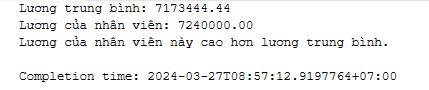 Lương trung bình: 7173444.44
Lương của nhân viên: 7240000.00
Lương của nhân viên này cao hơn lương trung bình.
Completion time: 2024-03-27T08:57:12.9197764+07:00